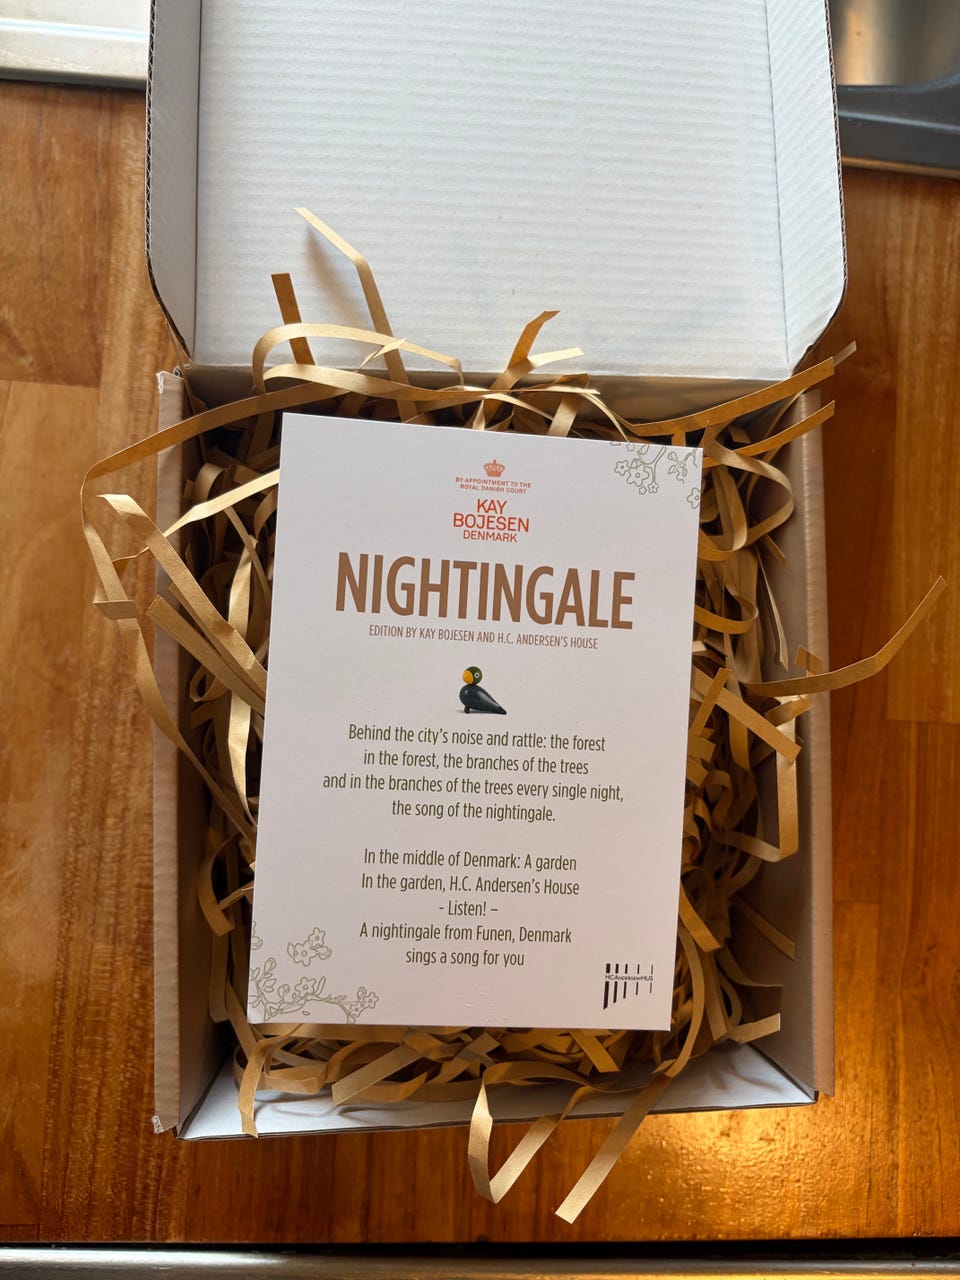 BY APPOINTMENT TO THE
ROYAL DANISH COURT
KAY
BOJESEN
DENMARK
NIGHTINGALE
EDITION BY KAY BOJESEN AND H.C. ANDERSEN'S HOUSE
Behind the city's noise and rattle: the forest
in the forest, the branches of the trees
and in the branches of the trees every single night,
the song of the nightingale.
In the middle of Denmark: A garden
In the garden, H.C. Andersen's House
- Listen! –
A nightingale from Funen, Denmark
sings a song for you
HCANDERSENSHUS